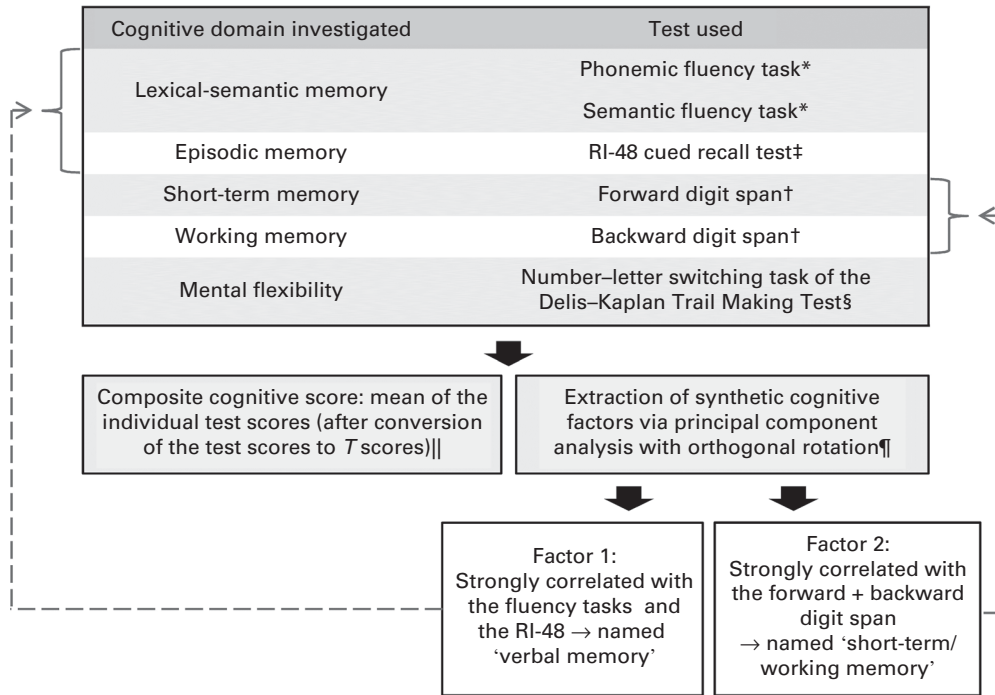 Cognitive domain investigated Test used
Lexical-semantic memory
Phonemic fluency task*
Semantic fluency task*
Episodic memory RI-48 cued recall test‡
Short-term memory Forward digit span†
Working memory Backward digit span†
Mental flexibility
Number–letter switching task of the
Delis–Kaplan Trail Making Test§
Composite cognitive score: mean of the
individual test scores (after conversion
of the test scores to T scores)||
Extraction of synthetic cognitive
factors via principal component
analysis with orthogonal rotation¶
Factor 1:
Strongly correlated with
the fluency tasks and
the RI-48 → named
‘verbal memory’
Factor 2:
Strongly correlated with
the forward + backward
digit span
→ named ‘short-term/
working memory’